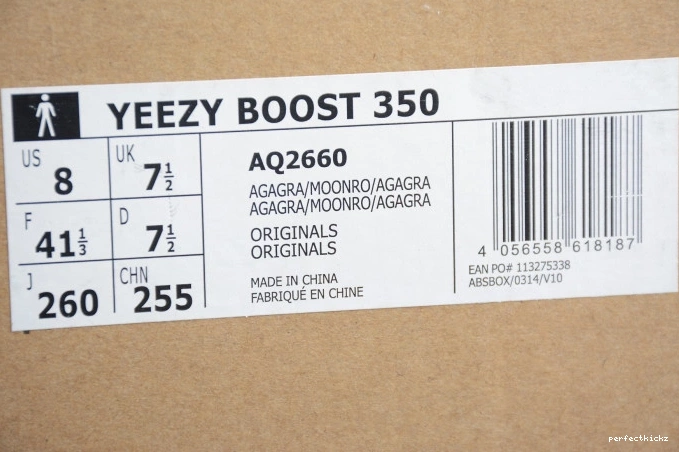 YEEZY BOOST 350
US
8
UK
7½
F
41⅓
D
7½
J
260
CHN
255
AQ2660
AGAGRA/MOONRO/AGAGRA
AGAGRA/MOONRO/AGAGRA
ORIGINALS
ORIGINALS
MADE IN CHINA
FABRIQUÉ EN CHINE
4 056558 618187
EAN PO# 113275338
ABSBOX/0314/V10
perfectkickz